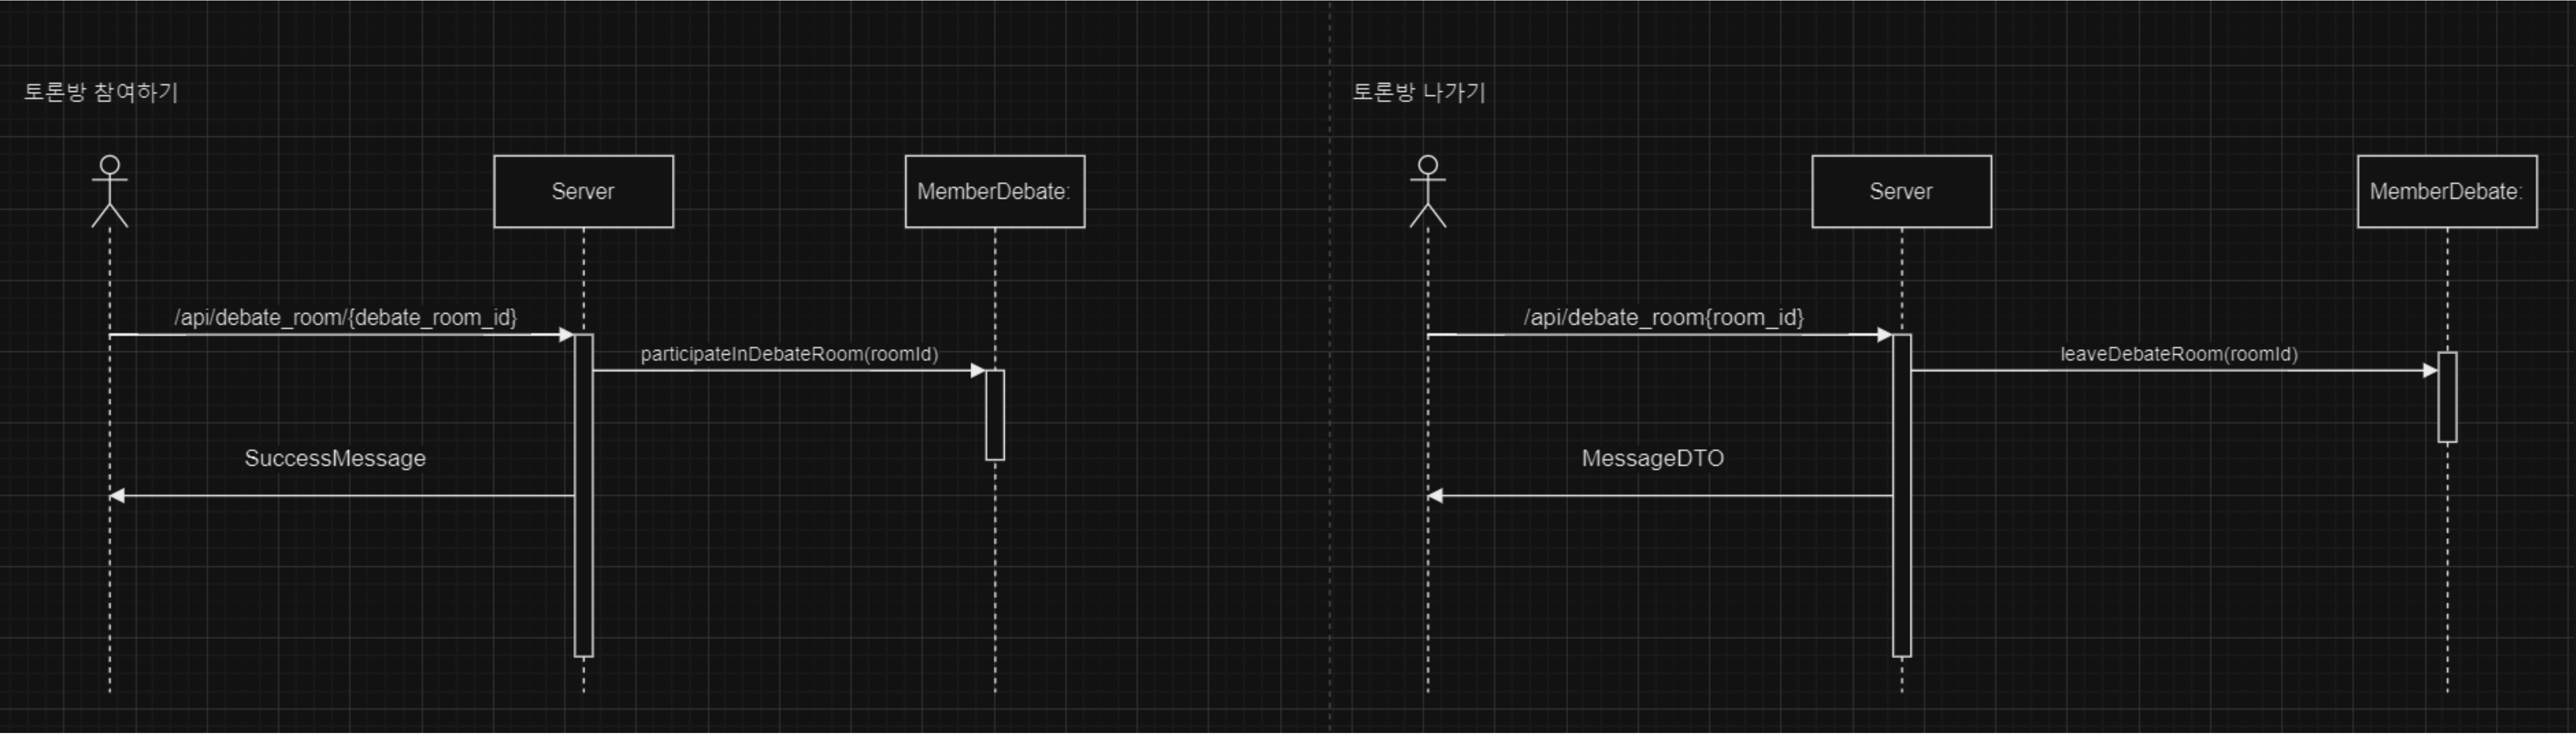 토론방 참여하기
Server
MemberDebate:
/api/debate_room/{debate_room_id}
participateInDebateRoom(roomId)
SuccessMessage
토론방 나가기
Server
MemberDebate:
/api/debate_room{room_id}
leaveDebateRoom(roomId)
MessageDTO